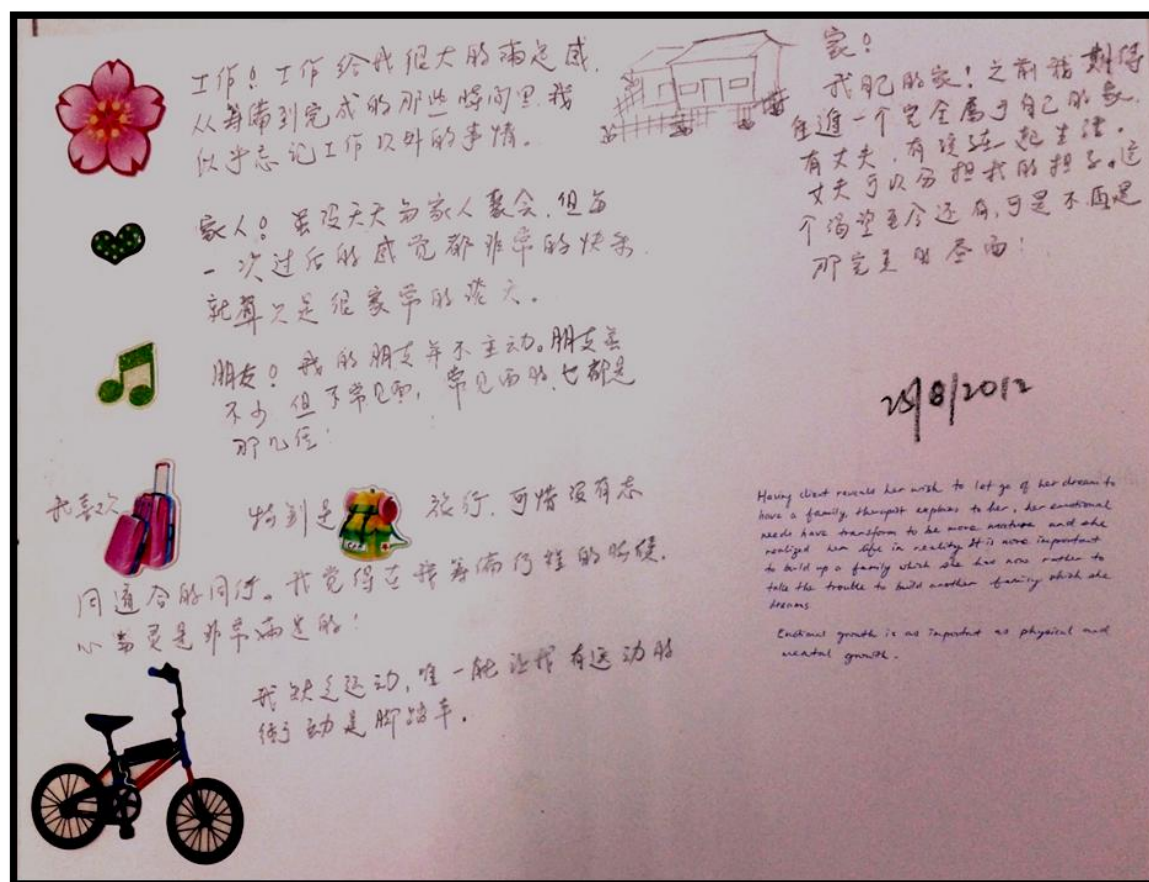 工作！工作给我很大的满足感，
从筹备到完成的那些瞬间里，我
似乎忘记工作以外的事情。
家人！虽没天天与家人聚会，但每
一次过后的感觉都非常的快乐，
就算只是很家常的谈天。
朋友！我的朋友并不主动。朋友虽
不少，但不常见面，常见面的，也都是
那几位！
我喜欢
特别是
旅行，可惜没有志
同道合的同伴。我觉得在我筹备行程的时候，
心灵是非常满足的！
我缺乏运动，唯一能让我有运动的
冲动是脚踏车。
家！
我自己的家！之前我期待
住进一个完全属于自己的家，
有丈夫，有孩子一起生活。
丈夫可以分担我的担子。这
个渴望至今还有，可是不再是
那完美的画面！
25/8/2012
Having client reveals her wish to let go of her dream to
have a family, therapist explains to her, her emotional
needs have transform to be more mature and she
realized her life in reality. It is more important
to build up a family which she has now rather to
take the trouble to build another family which she
dreams
Emotional growth is as important as physical and
mental growth.